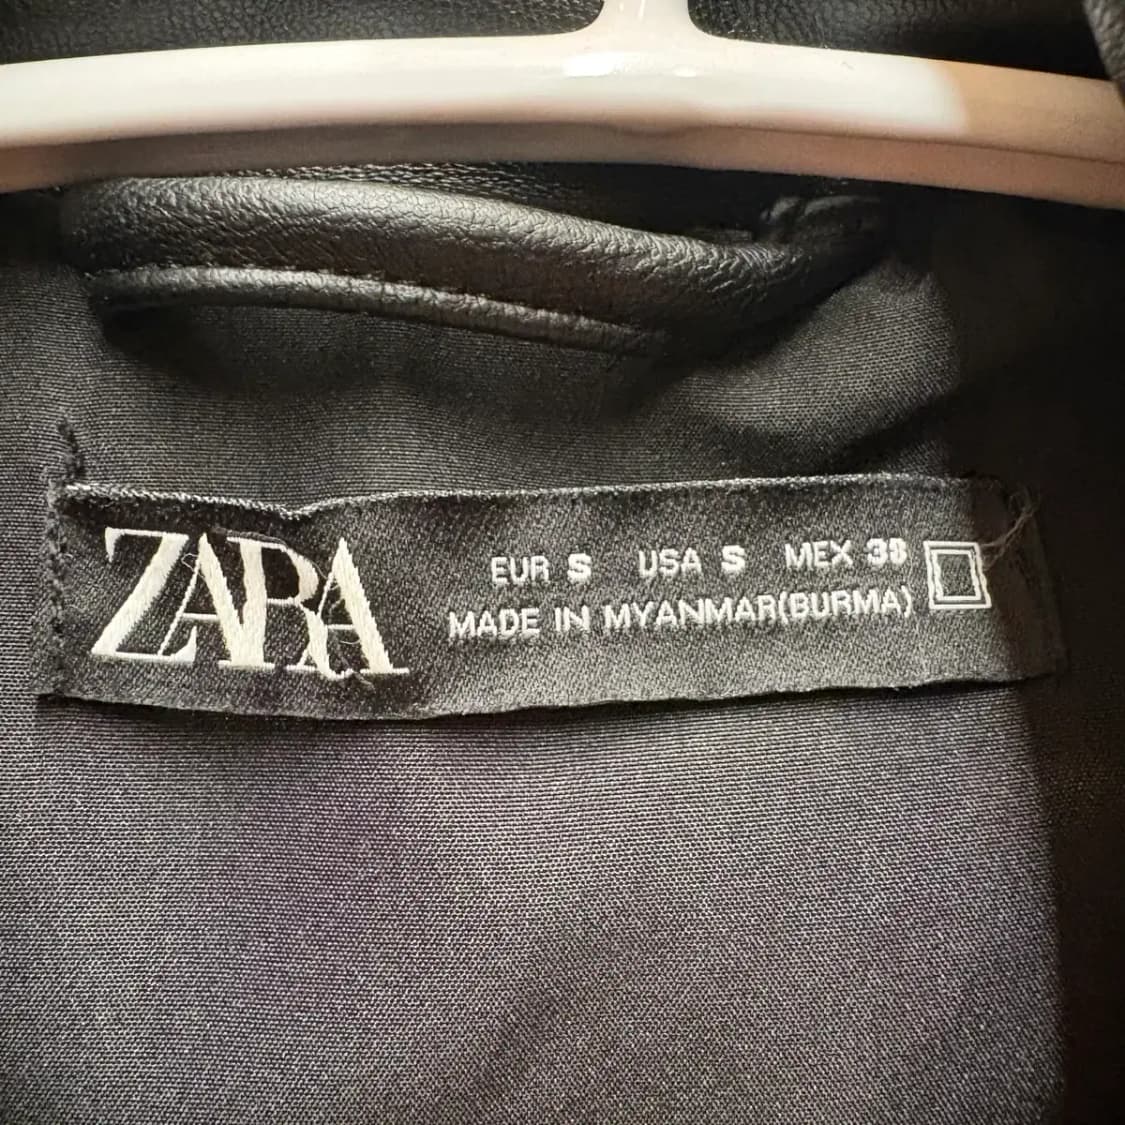 ZARA
EUR S USA S MEX 38
MADE IN MYANMAR(BURMA)